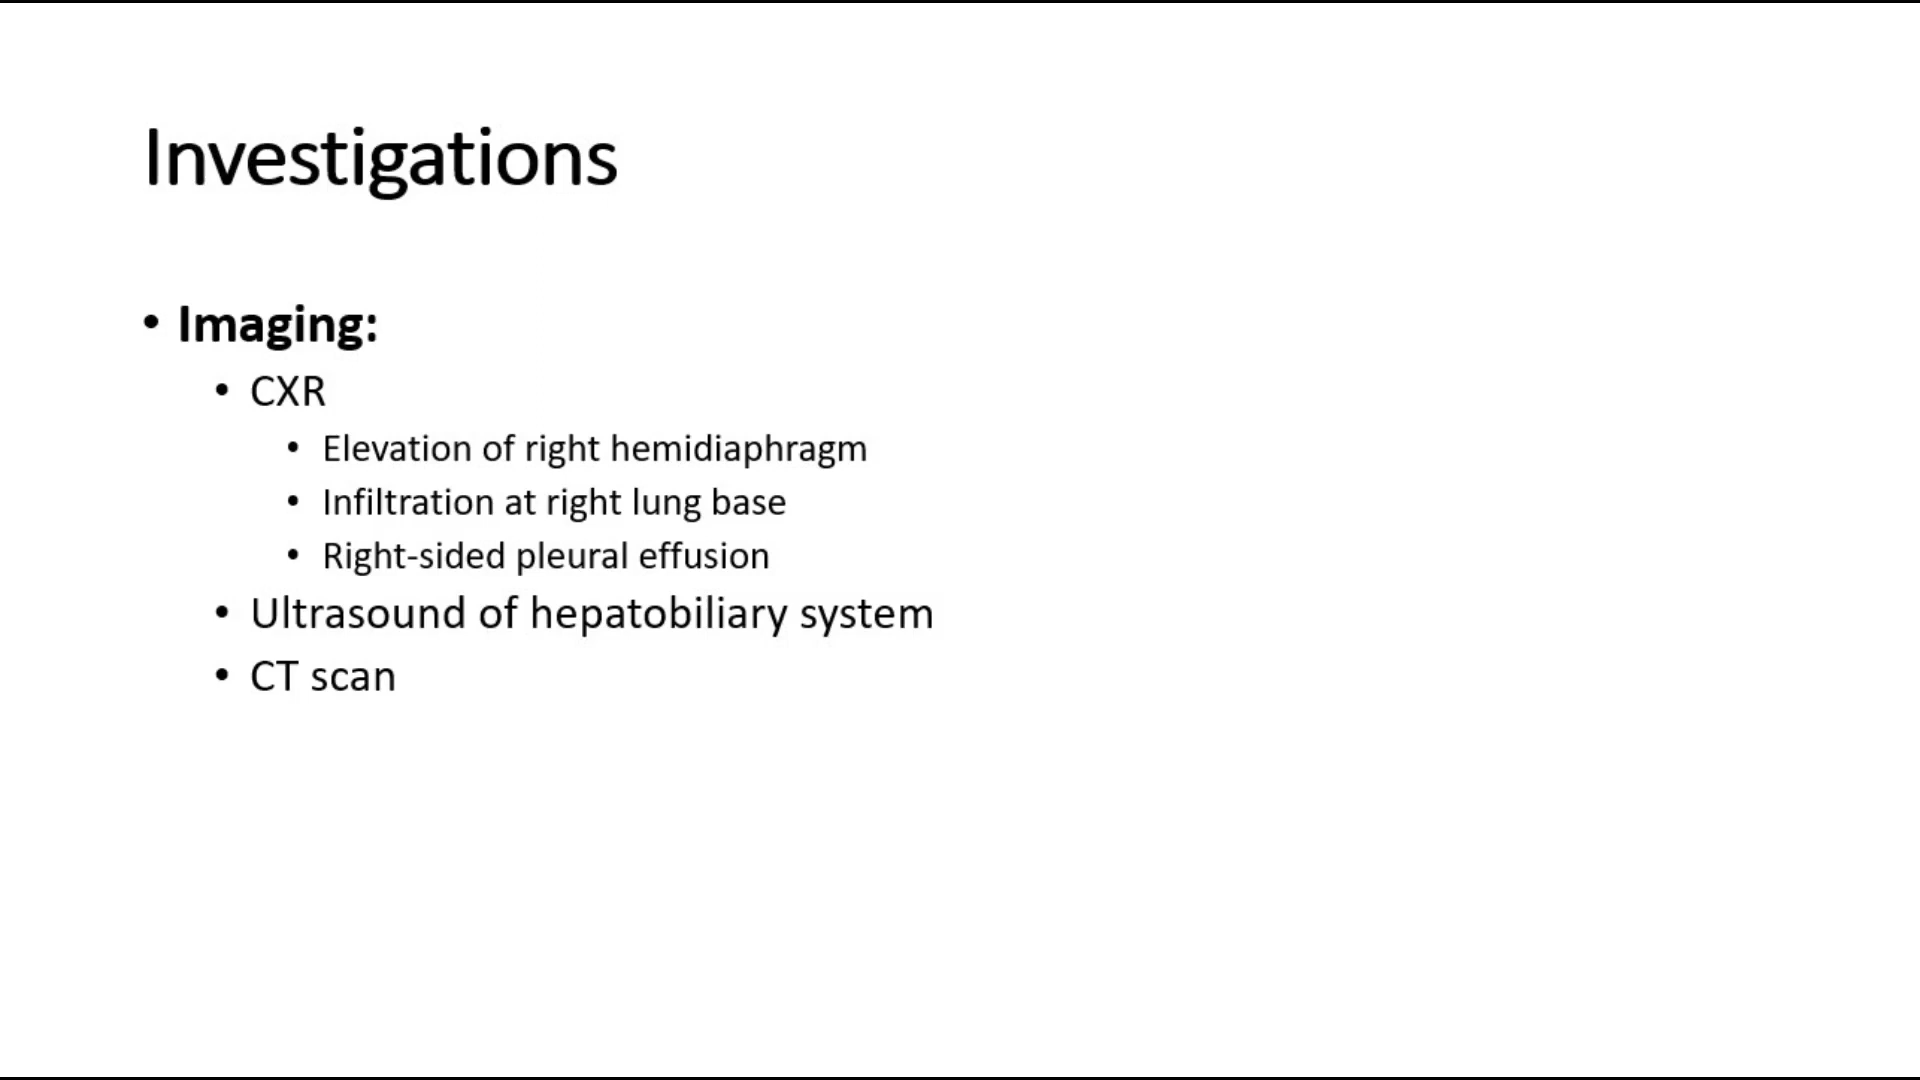 Investigations
• Imaging:
• CXR
• Elevation of right hemidiaphragm
• Infiltration at right lung base
• Right-sided pleural effusion
• Ultrasound of hepatobiliary system
• CT scan